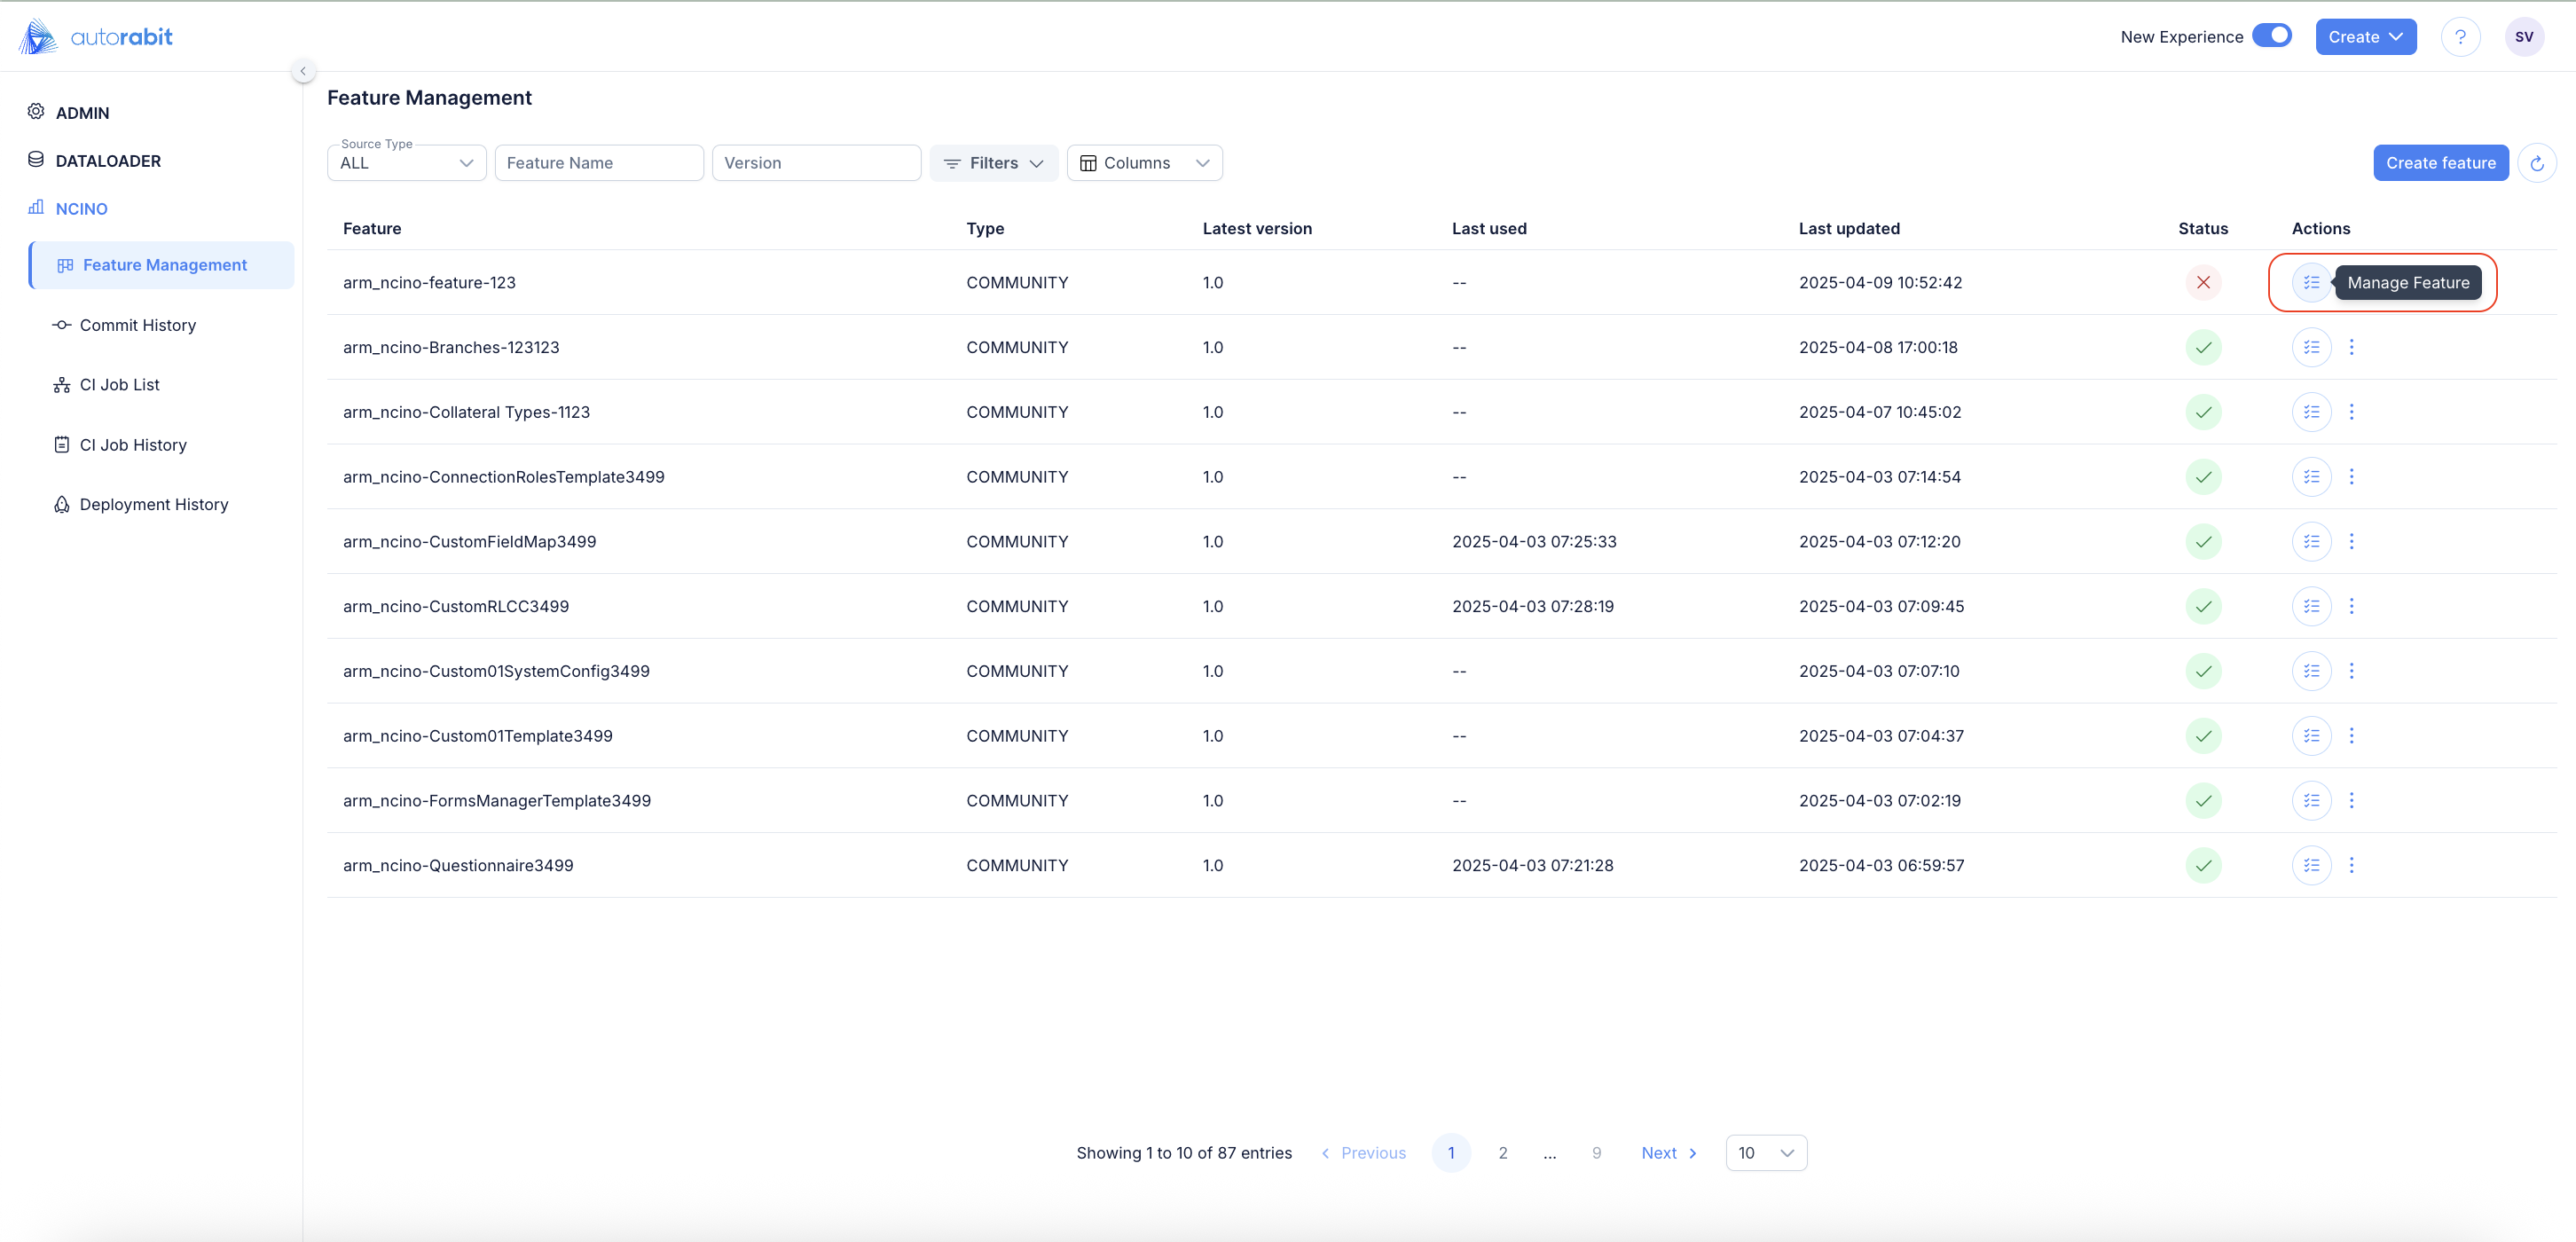 autorabit
New Experience Create ? SV
ADMIN
DATALOADER
NCINO
Feature Management
Commit History
CI Job List
CI Job History
Deployment History
Feature Management
Source Type
ALL Feature Name Version Filters Columns Create feature
Feature Type Latest version Last used Last updated Status Actions
arm_ncino-feature-123 COMMUNITY 1.0 -- 2025-04-09 10:52:42 Manage Feature
arm_ncino-Branches-123123 COMMUNITY 1.0 -- 2025-04-08 17:00:18
arm_ncino-Collateral Types-1123 COMMUNITY 1.0 -- 2025-04-07 10:45:02
arm_ncino-ConnectionRolesTemplate3499 COMMUNITY 1.0 -- 2025-04-03 07:14:54
arm_ncino-CustomFieldMap3499 COMMUNITY 1.0 2025-04-03 07:25:33 2025-04-03 07:12:20
arm_ncino-CustomRLCC3499 COMMUNITY 1.0 2025-04-03 07:28:19 2025-04-03 07:09:45
arm_ncino-Custom01SystemConfig3499 COMMUNITY 1.0 -- 2025-04-03 07:07:10
arm_ncino-Custom01Template3499 COMMUNITY 1.0 -- 2025-04-03 07:04:37
arm_ncino-FormsManagerTemplate3499 COMMUNITY 1.0 -- 2025-04-03 07:02:19
arm_ncino-Questionnaire3499 COMMUNITY 1.0 2025-04-03 07:21:28 2025-04-03 06:59:57
Showing 1 to 10 of 87 entries Previous 1 2 ... 9 Next 10